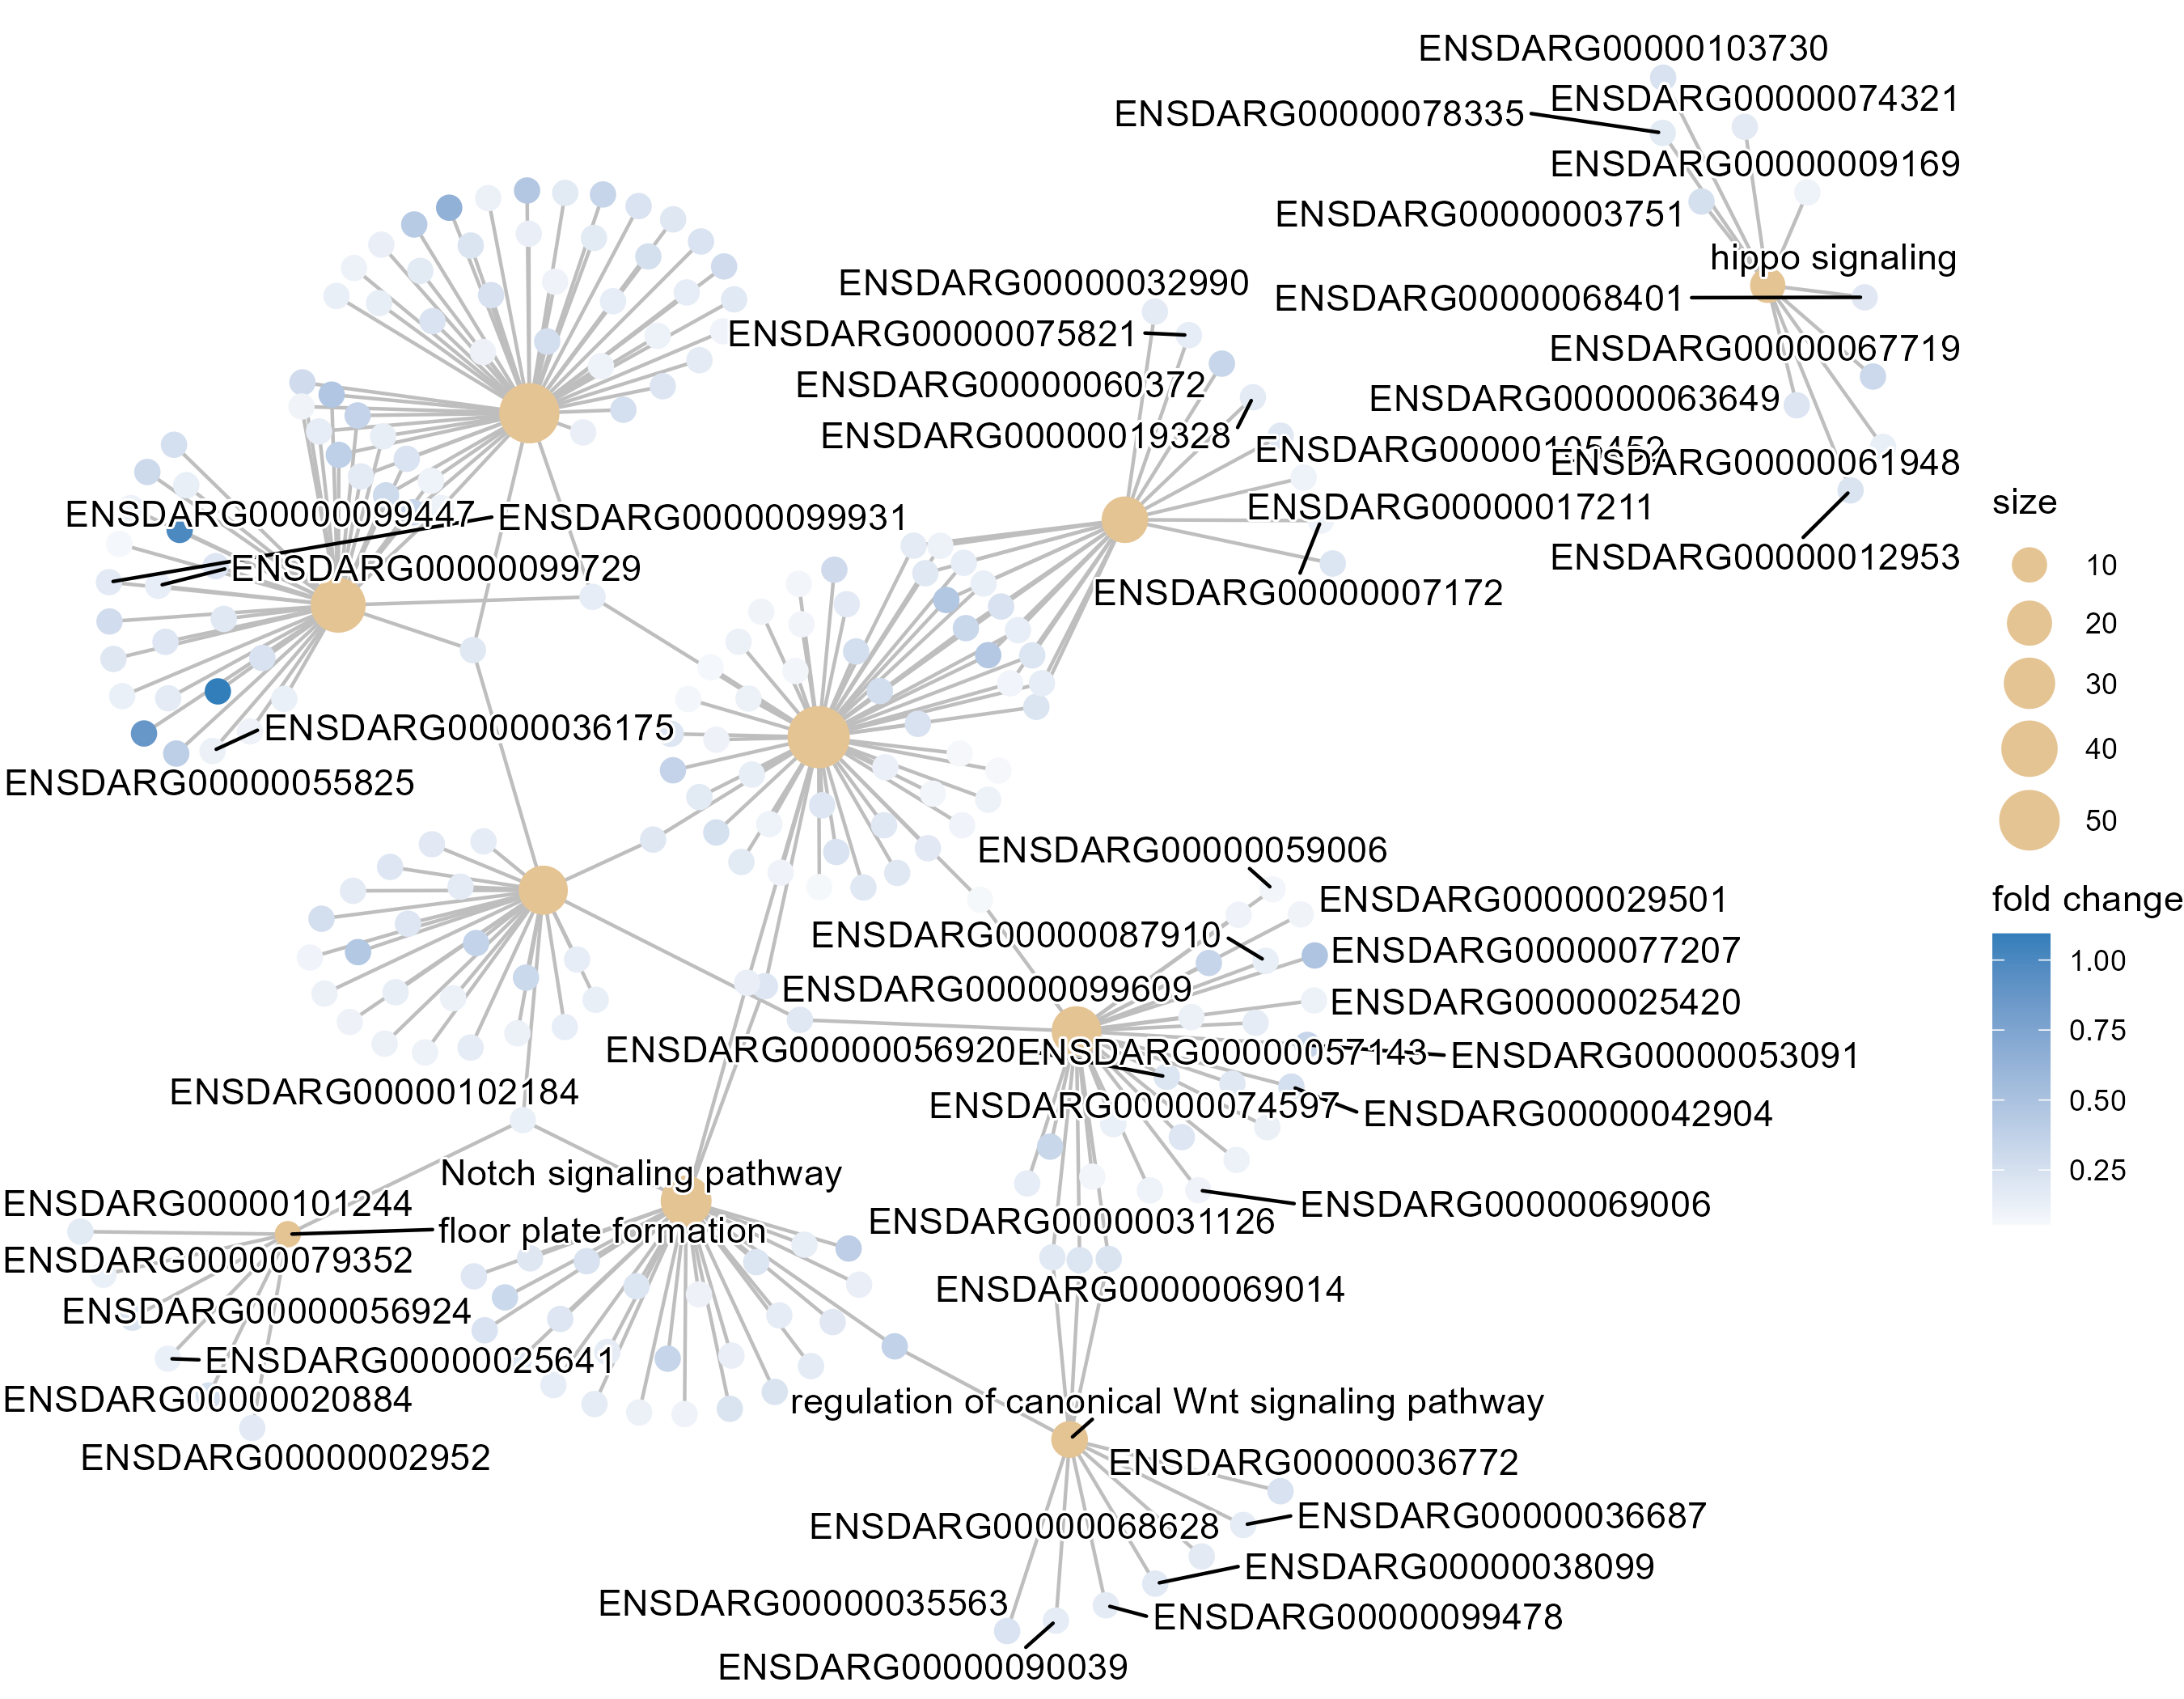 ENSDARG00000103730
ENSDARG00000074321
ENSDARG00000078335
ENSDARG00000009169
ENSDARG00000003751
hippo signaling
ENSDARG00000032990
ENSDARG00000068401
ENSDARG00000075821
ENSDARG00000067719
ENSDARG00000060372
ENSDARG00000063649
ENSDARG00000019328
ENSDARG00000061948
ENSDARG00000017211
ENSDARG00000099447
ENSDARG00000099931
ENSDARG00000012953
ENSDARG00000099729
ENSDARG00000007172
ENSDARG00000036175
ENSDARG00000055825
size
10
20
30
40
50
fold change
1.00
0.75
0.50
0.25
ENSDARG00000059006
ENSDARG00000029501
ENSDARG00000087910
ENSDARG00000077207
ENSDARG00000099609
ENSDARG00000025420
ENSDARG00000056920
ENSDARG00000057143
ENSDARG00000053091
ENSDARG00000102184
ENSDARG00000074597
ENSDARG00000042904
Notch signaling pathway
ENSDARG00000101244
ENSDARG00000069006
floor plate formation
ENSDARG00000031126
ENSDARG00000079352
ENSDARG00000069014
ENSDARG00000056924
ENSDARG00000025641
ENSDARG00000020884
regulation of canonical Wnt signaling pathway
ENSDARG00000002952
ENSDARG00000036772
ENSDARG00000036687
ENSDARG00000068628
ENSDARG00000038099
ENSDARG00000035563
ENSDARG00000099478
ENSDARG00000090039